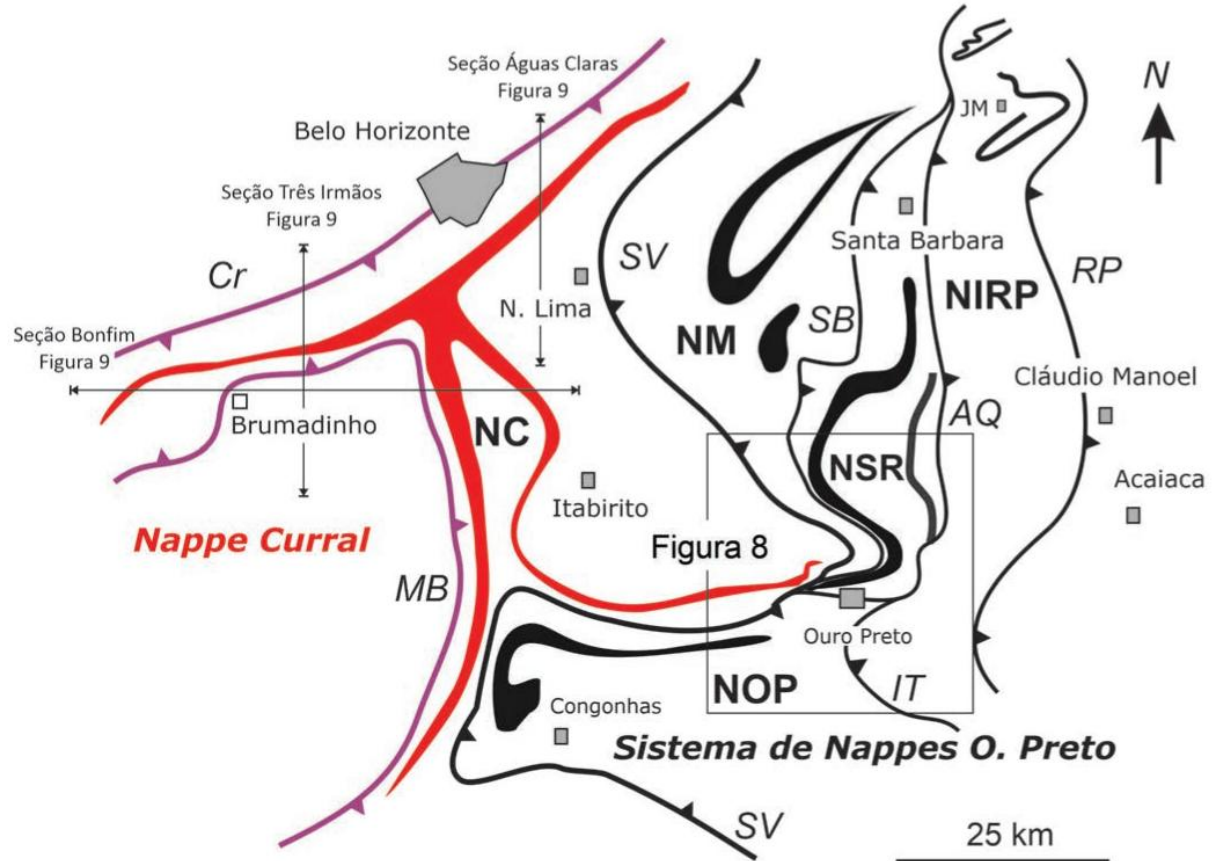 Seção Águas Claras
Figura 9
N
JM
Belo Horizonte
Seção Três Irmãos
Figura 9
Santa Barbara
SV
Cr
RP
NIRP
N. Lima
SB
NM
Seção Bonfim
Figura 9
Cláudio Manoel
Brumadinho
NC
AQ
NSR
Acaiaca
Itabirito
Nappe Curral
Figura 8
MB
Ouro Preto
NOP
IT
Congonhas
Sistema de Nappes O. Preto
SV
25 km